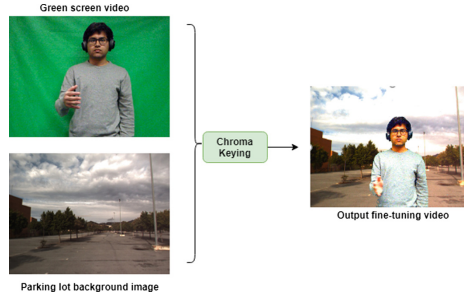 Green screen video
Chroma
Keying
Output fine-tuning video
Parking lot background image